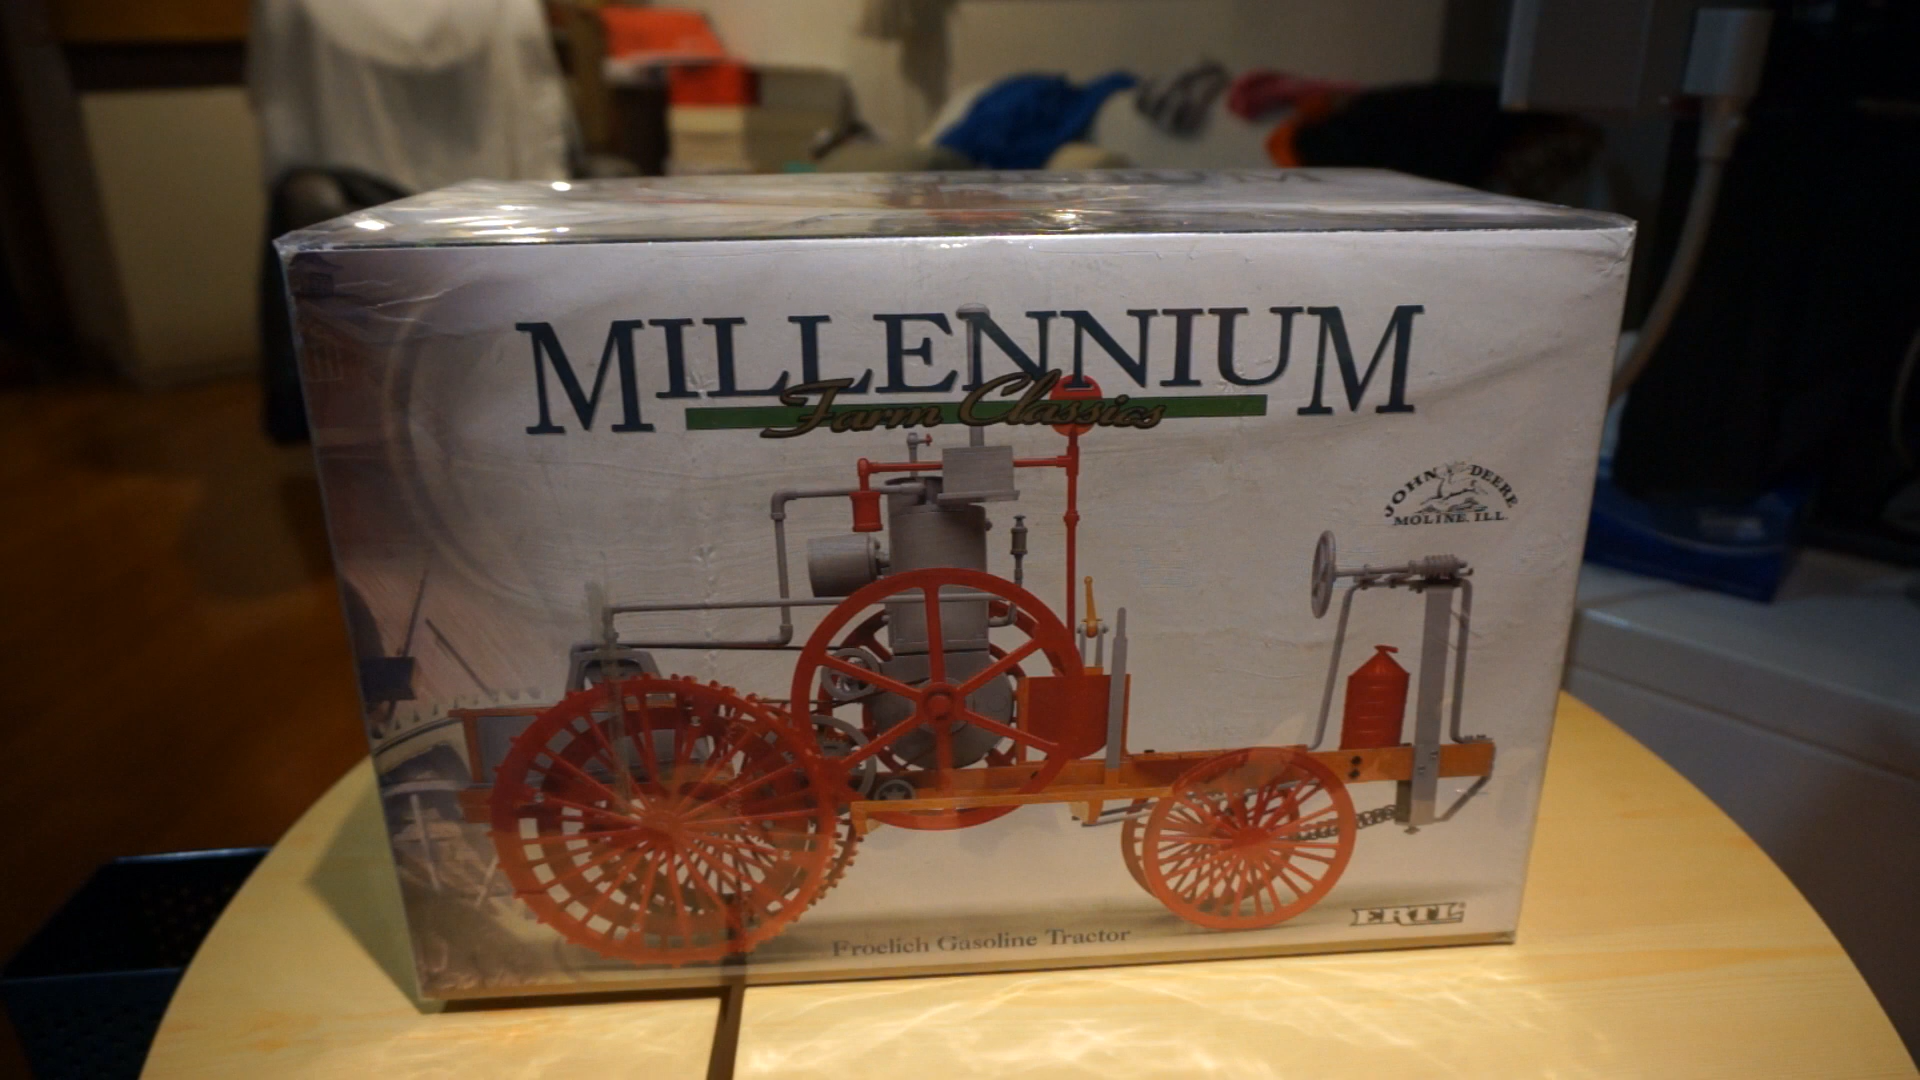 MILLENNIUM
Farm Classics
JOHN DEERE
MOLINE, ILL.
ERTL®
Froelich Gasoline Tractor